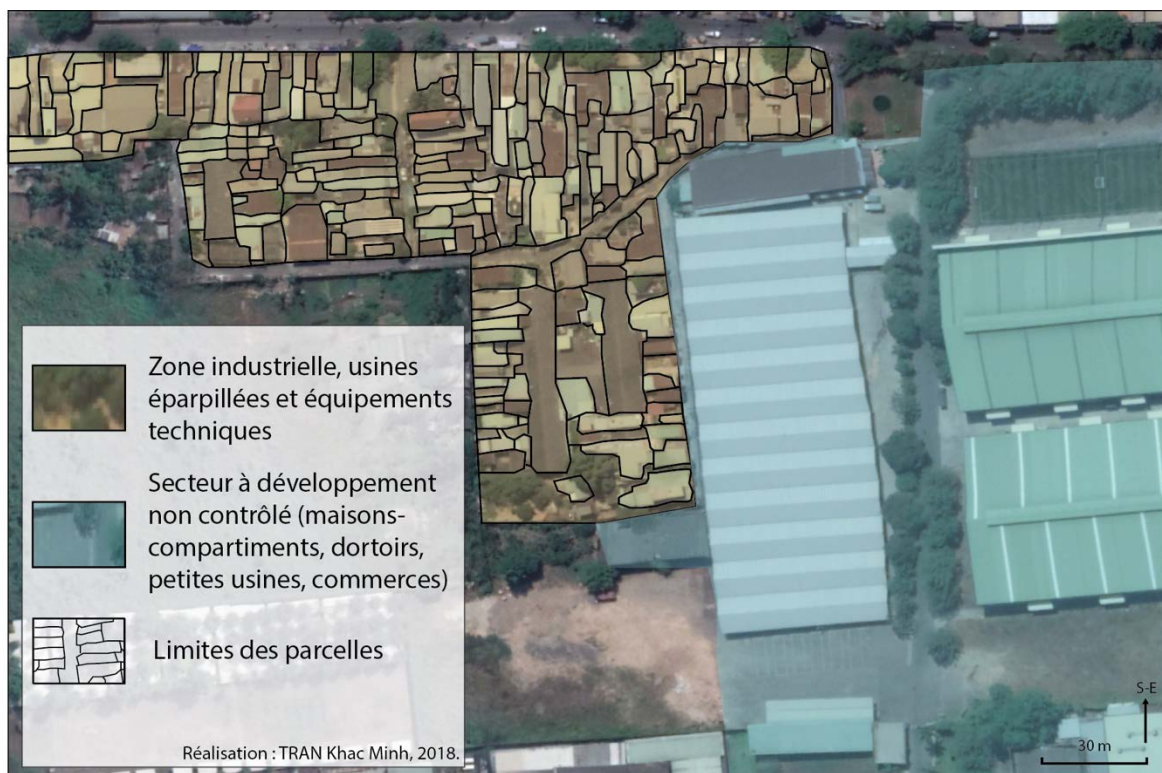 Zone industrielle, usines
éparpillées et équipements
techniques
Secteur à développement
non contrôlé (maisons-
compartiments, dortoirs,
petites usines, commerces)
Limites des parcelles
Réalisation : TRAN Khac Minh, 2018.
S-E
30 m